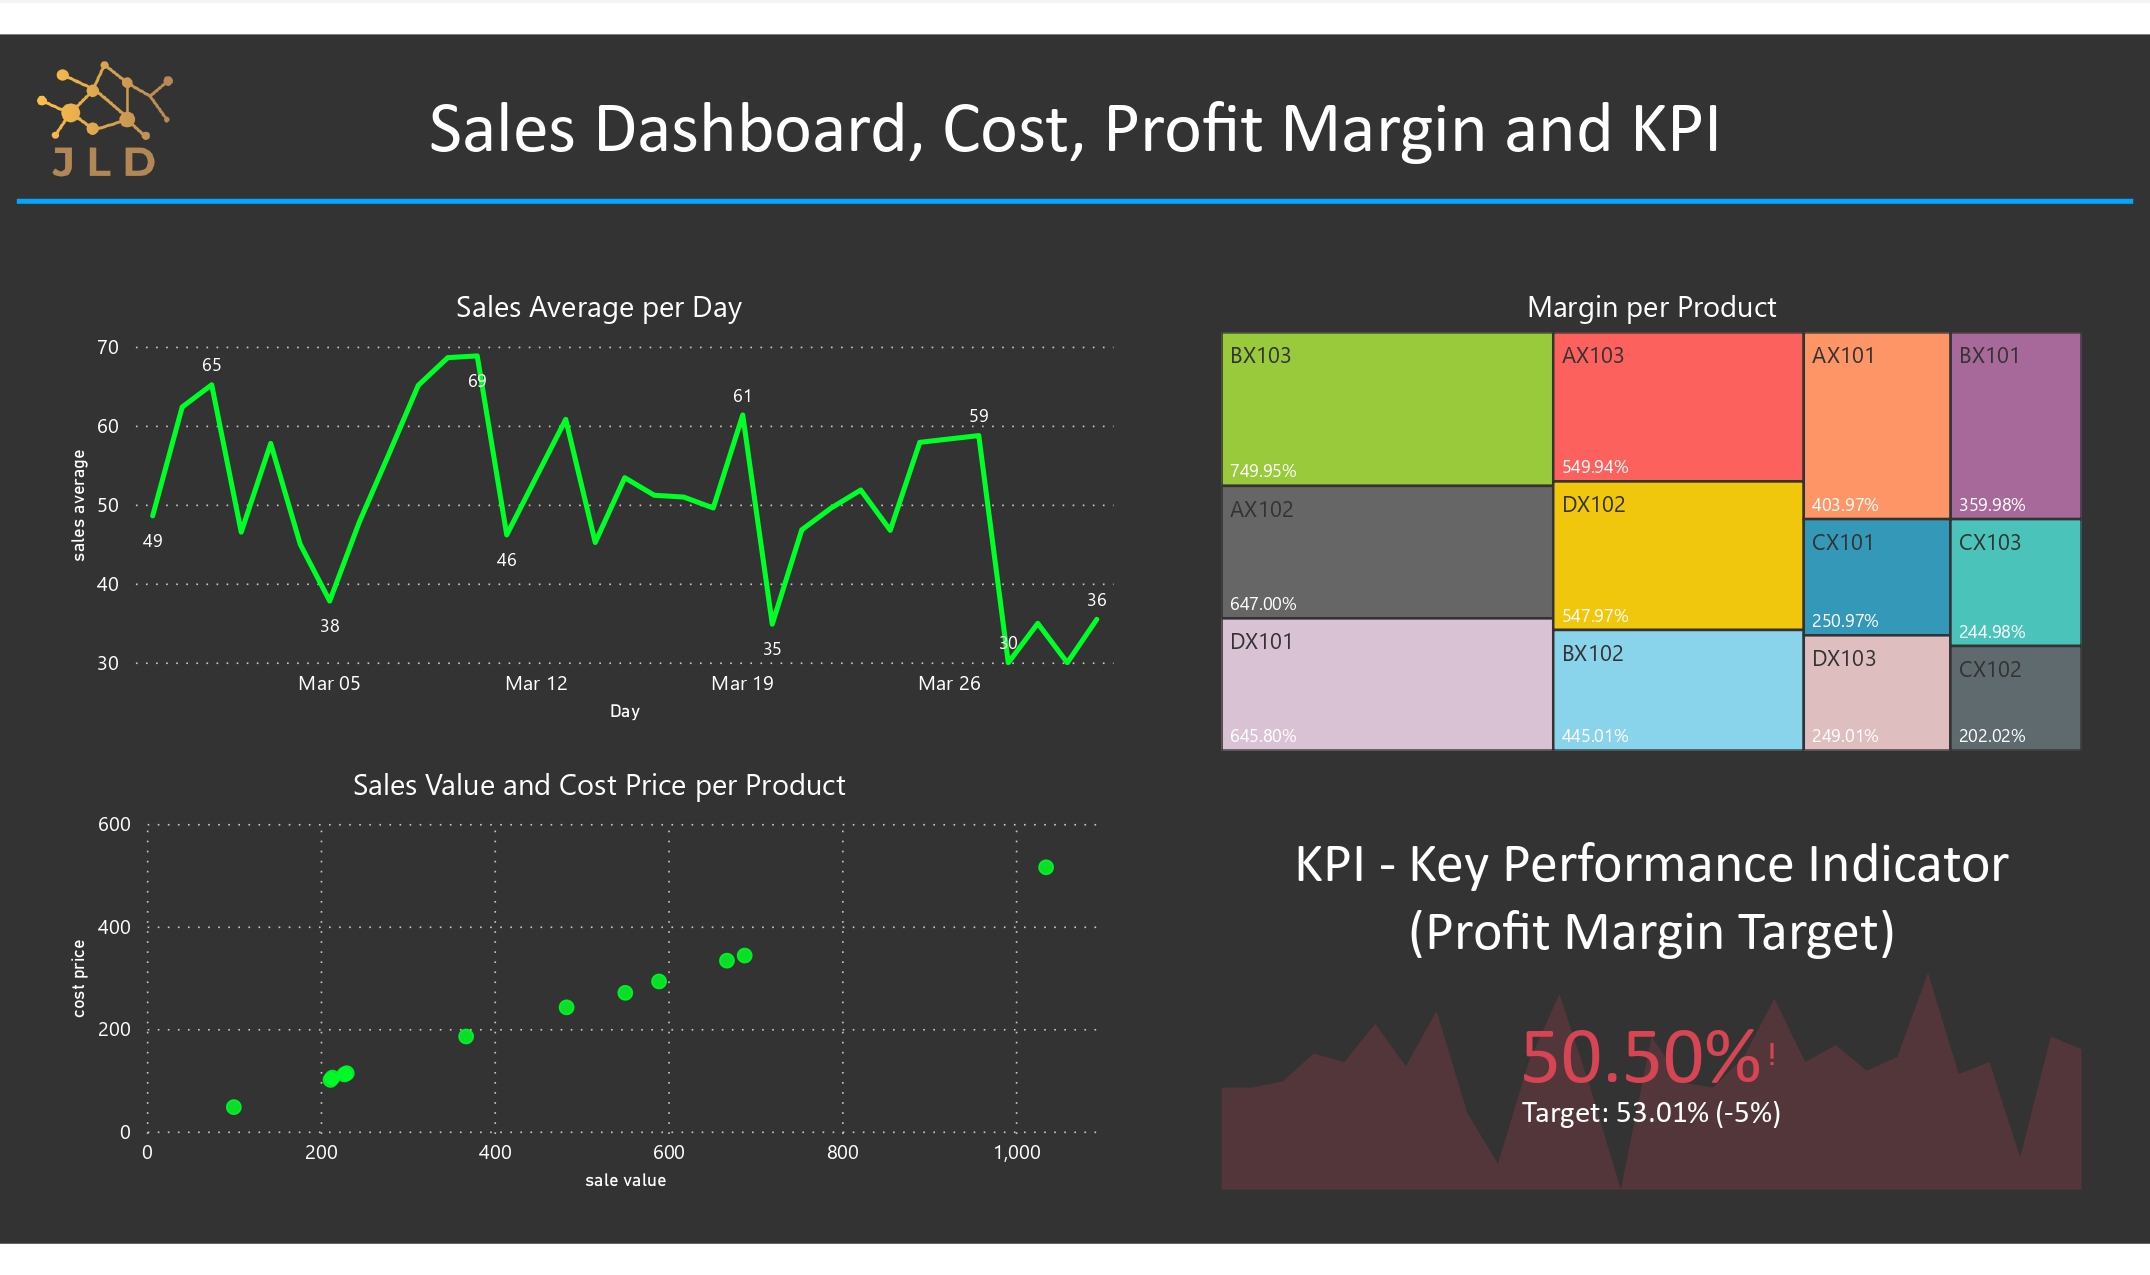 JLD
Sales Dashboard, Cost, Profit Margin and KPI
Sales Average per Day
70
60
50
40
30
sales average
49
65
38
69
46
61
35
59
30
36
Mar 05
Mar 12
Mar 19
Mar 26
Day
Margin per Product
BX103
749.95%
AX102
647.00%
DX101
645.80%
AX103
549.94%
DX102
547.97%
BX102
445.01%
AX101
403.97%
BX101
359.98%
CX101
250.97%
DX103
249.01%
CX103
244.98%
CX102
202.02%
Sales Value and Cost Price per Product
600
400
200
0
cost price
0
200
400
600
800
1,000
sale value
KPI - Key Performance Indicator
(Profit Margin Target)
50.50%!
Target: 53.01% (-5%)